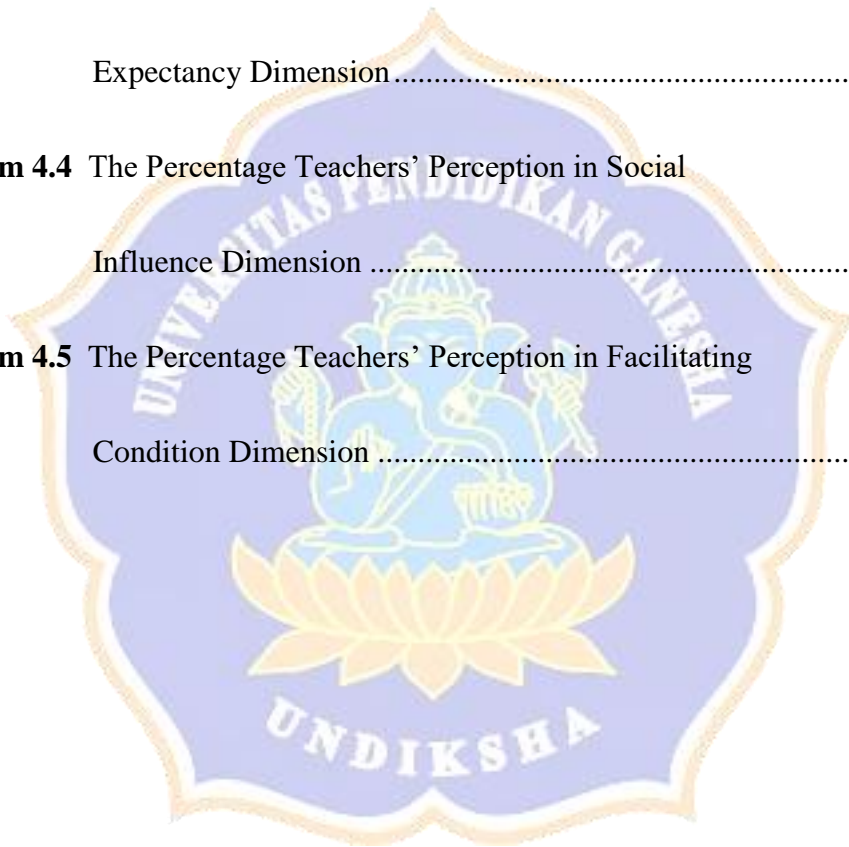 Expectancy Dimension ........................................................
m 4.4 The Percentage Teachers’ Perception in Social
Influence Dimension ...........................................................
m 4.5 The Percentage Teachers’ Perception in Facilitating
Condition Dimension ..........................................................
UNIVERSITAS PENDIDIKAN GANESHA
UNDIKSHA